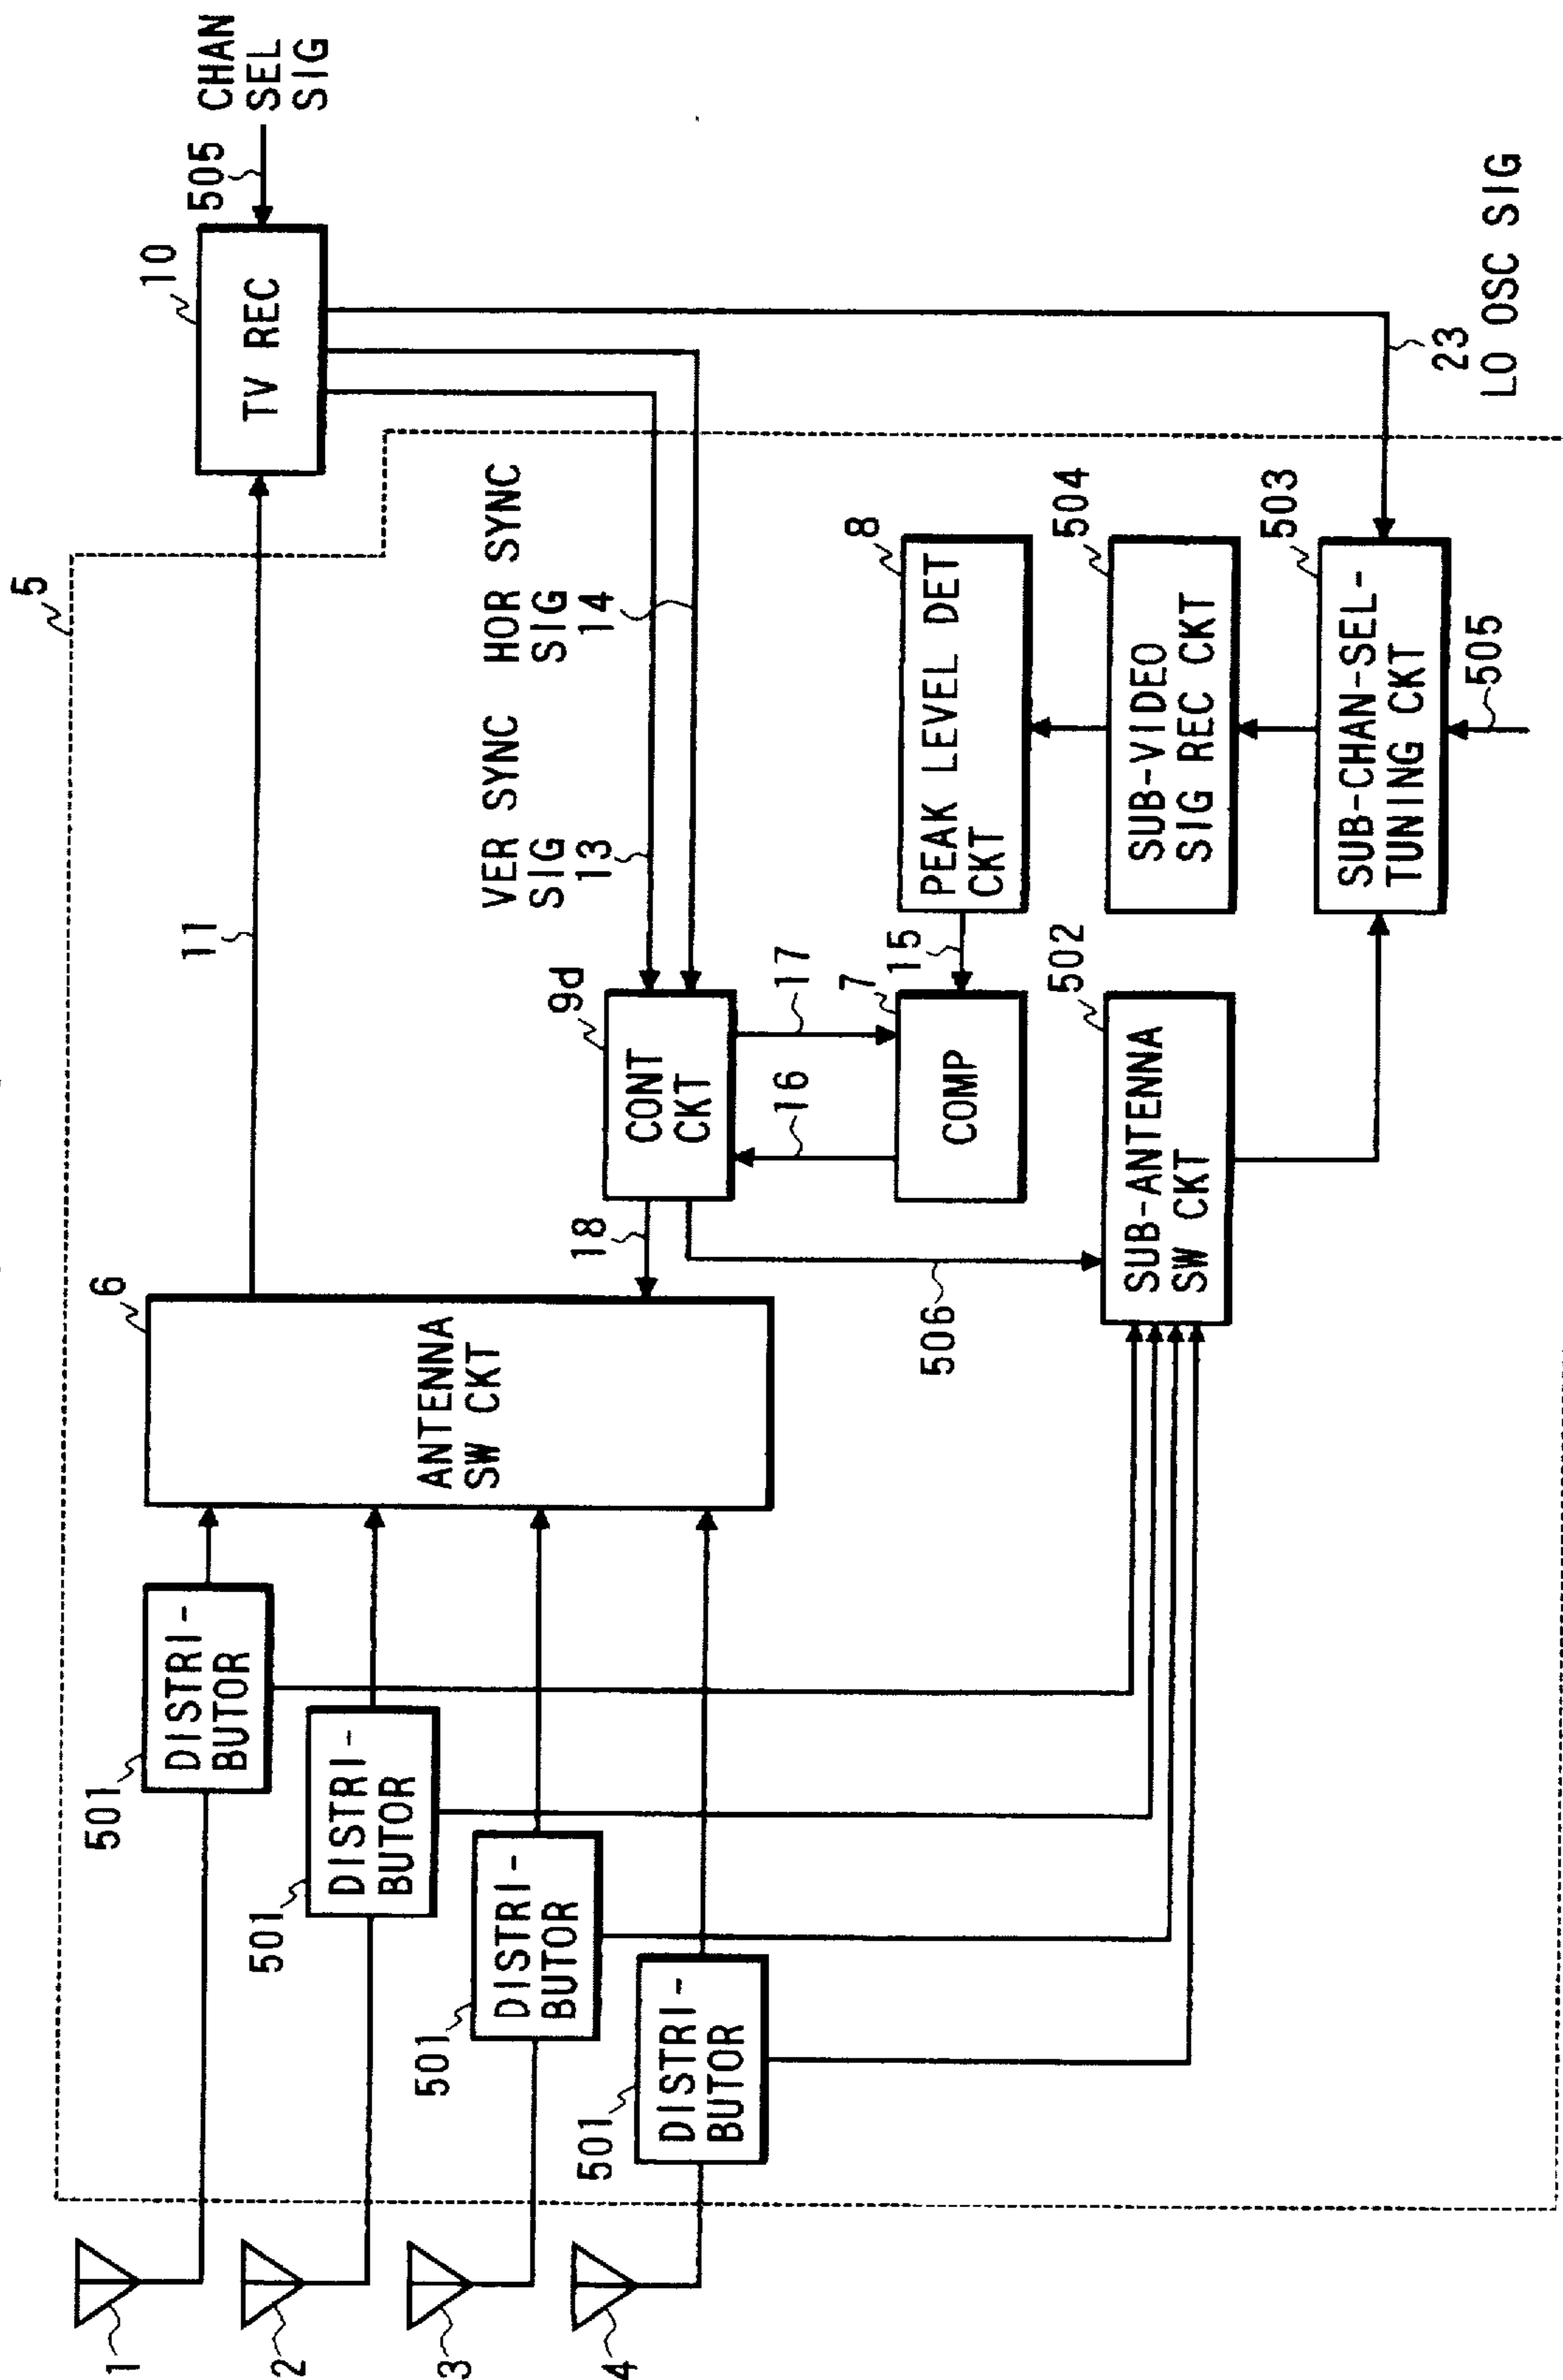 5
1
2
3
4
501
DISTRI-
BUTOR
501
DISTRI-
BUTOR
501
DISTRI-
BUTOR
501
DISTRI-
BUTOR
6
ANTENNA
SW CKT
11
10
TV REC
505
CHAN
SEL
SIG
VER SYNC
SIG
13
HOR SYNC
SIG
14
18
9d
CONT
CKT
16
17
7
COMP
15
8
PEAK LEVEL DET
CKT
506
502
SUB-ANTENNA
SW CKT
504
SUB-VIDEO
SIG REC CKT
503
SUB-CHAN-SEL-
TUNING CKT
505
23
LO OSC SIG